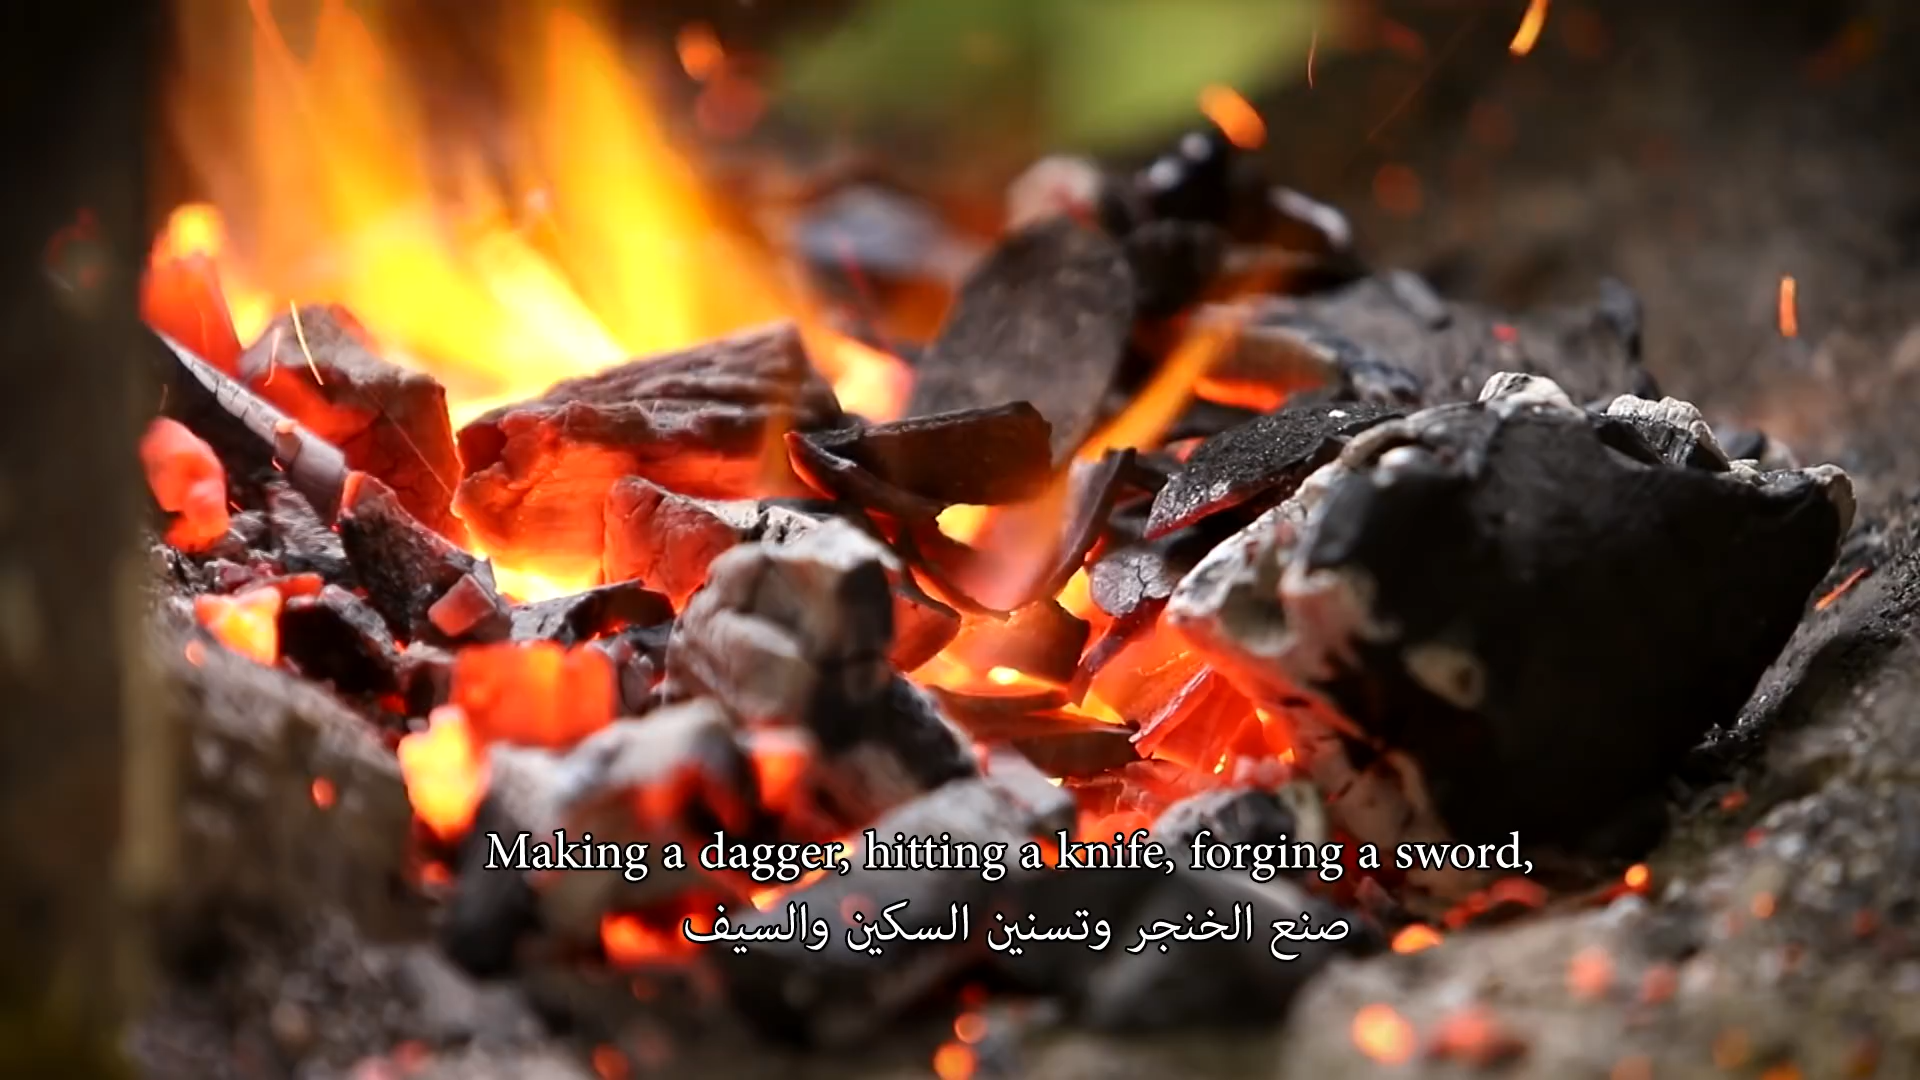 Making a dagger, hitting a knife, forging a sword,
صنع الخنجر وتسنين السكين والسيف